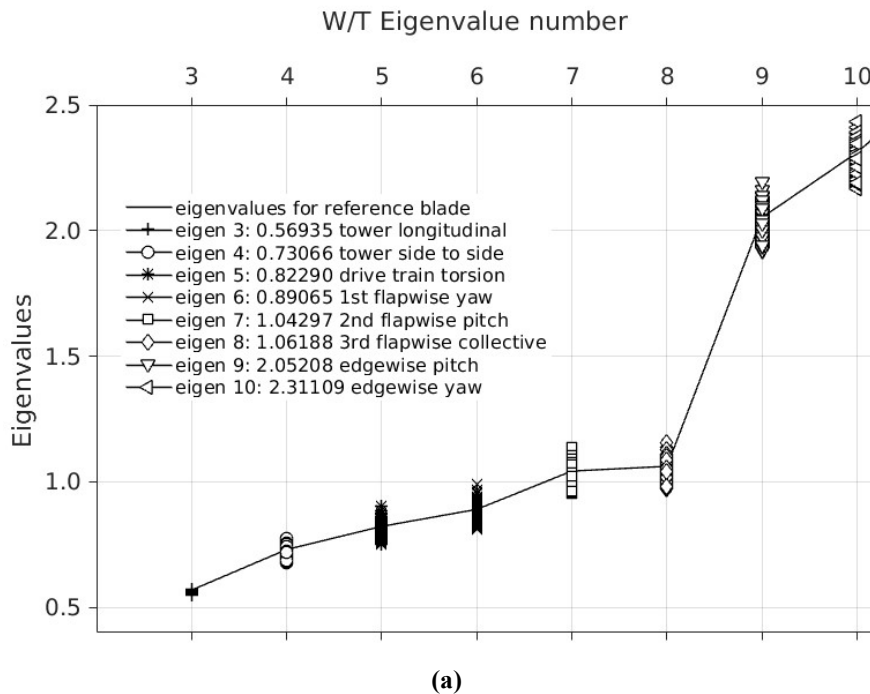 W/T Eigenvalue number
3 4 5 6 7 8 9 10
2.5
eigenvalues for reference blade
eigen 3: 0.56935 tower longitudinal
2.0
eigen 4: 0.73066 tower side to side
eigen 5: 0.82290 drive train torsion
eigen 6: 0.89065 1st flapwise yaw
eigen 7: 1.04297 2nd flapwise pitch
eigen 8: 1.06188 3rd flapwise collective
1.5
eigen 9: 2.05208 edgewise pitch
eigen 10: 2.31109 edgewise yaw
Eigenvalues
1.0
0.5
(a)